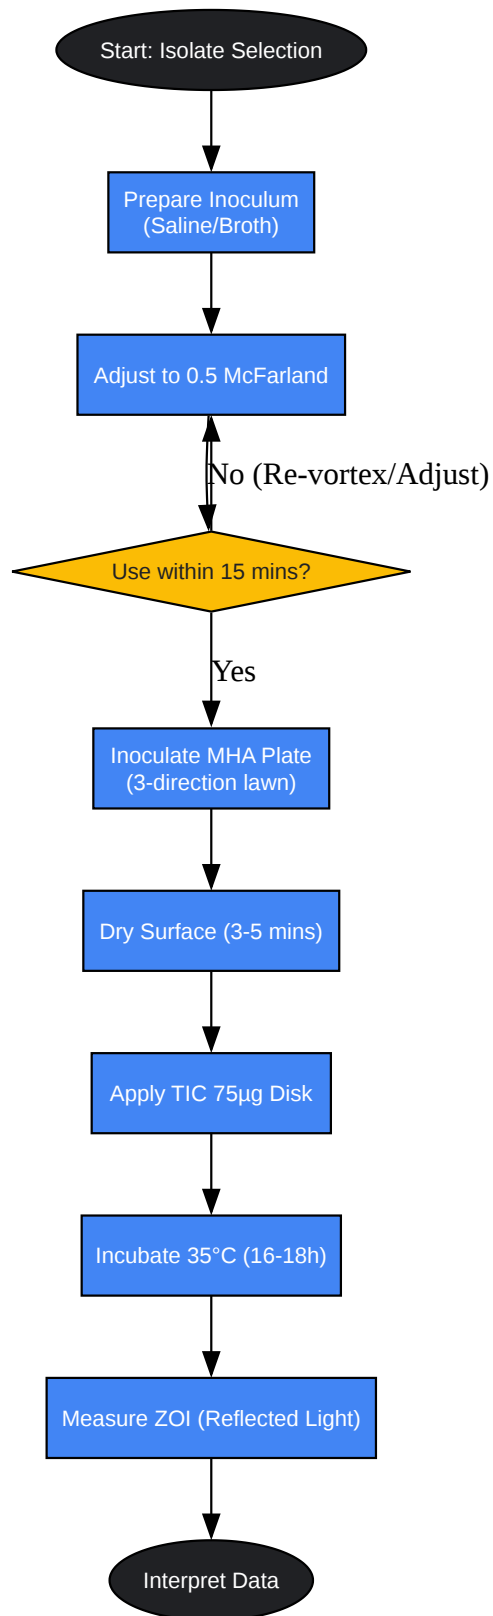 Start: Isolate Selection
Prepare Inoculum
(Saline/Broth)
Adjust to 0.5 McFarland
No (Re-vortex/Adjust)
Use within 15 mins?
Yes
Inoculate MHA Plate
(3-direction lawn)
Dry Surface (3-5 mins)
Apply TIC 75µg Disk
Incubate 35°C (16-18h)
Measure ZOI (Reflected Light)
Interpret Data